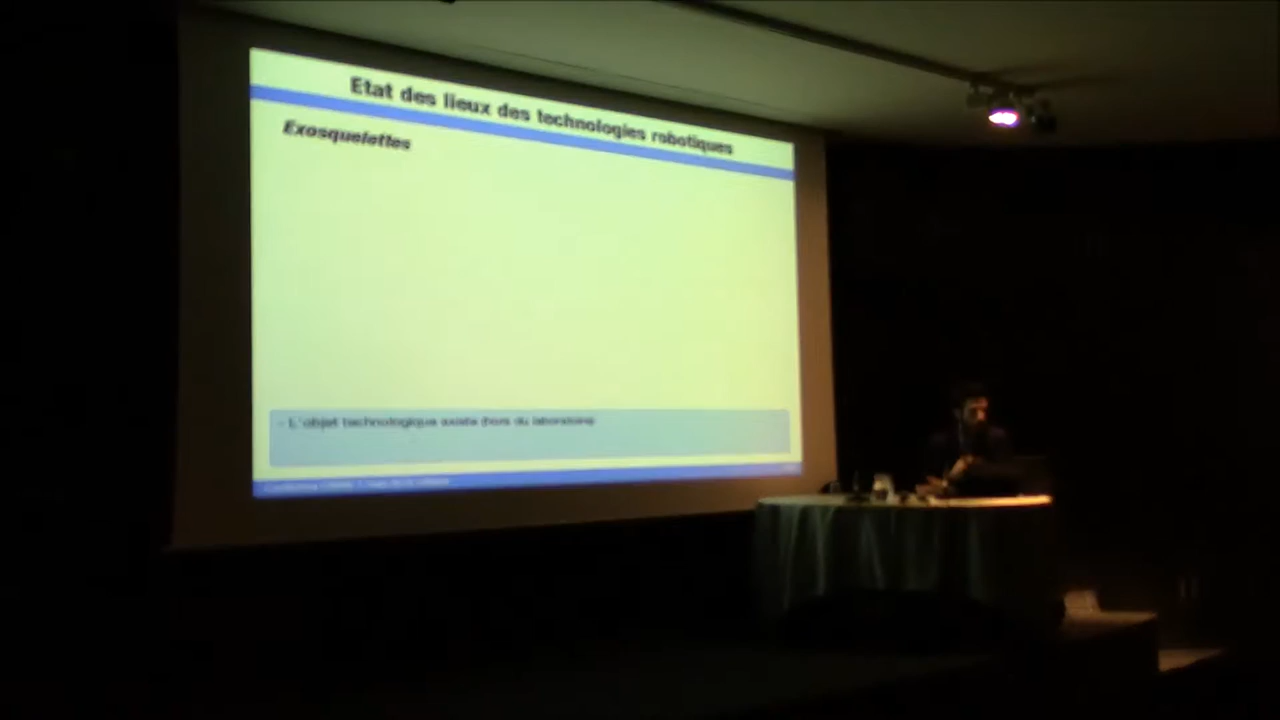 Etat des lieux des technologies robotiques
Exosquelettes
- L'objet technologique existe (hors du laboratoire)